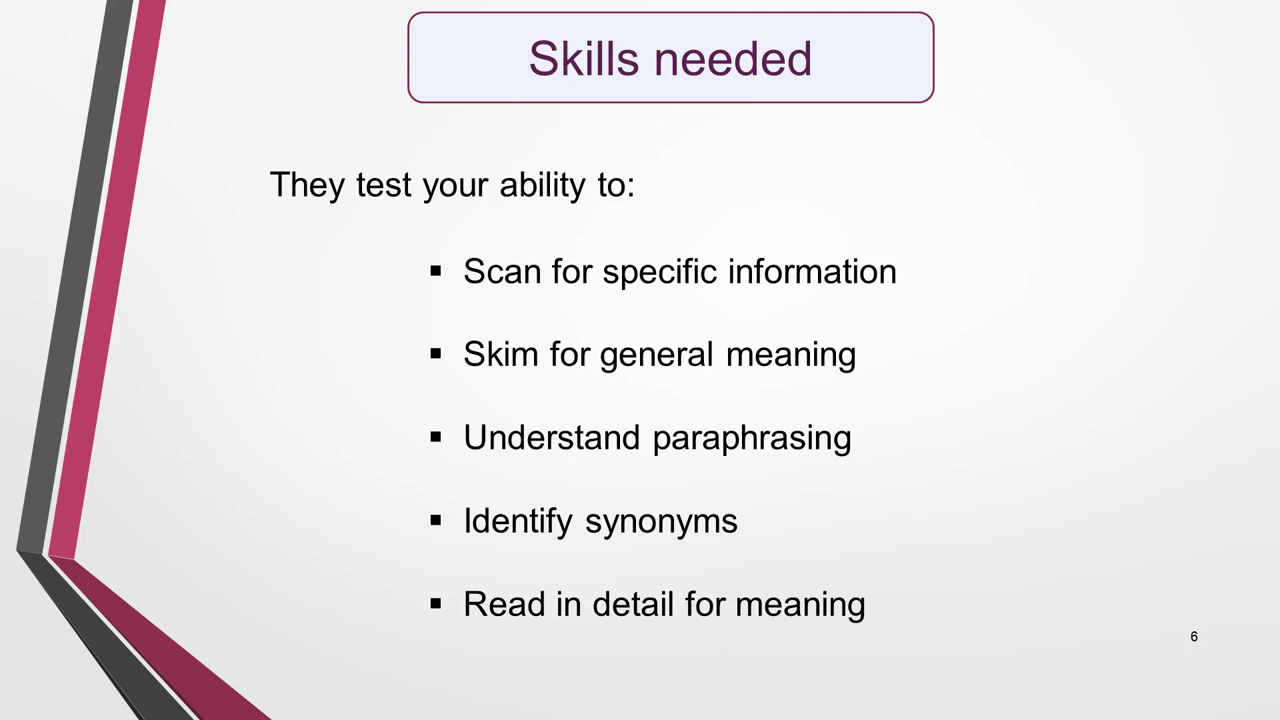 Skills needed
They test your ability to:
▪ Scan for specific information
▪ Skim for general meaning
▪ Understand paraphrasing
▪ Identify synonyms
▪ Read in detail for meaning
6